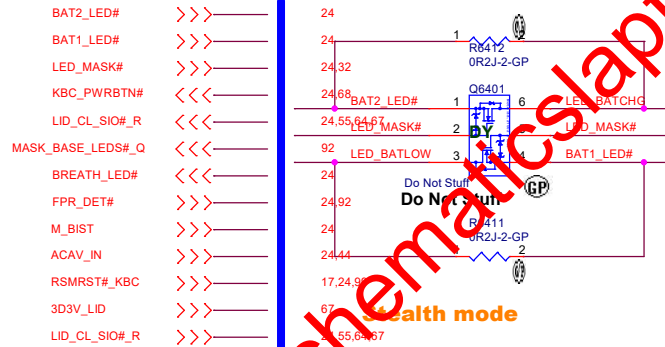 BAT2_LED# >>> 24
BAT1_LED# >>> 24
LED_MASK# >>> 24,32
KBC_PWRBTN# <<< 24,68
LID_CL_SIO#_R <<< 24,55,64,67
MASK_BASE_LEDS#_Q <<< 92
BREATH_LED# <<< 24
FPR_DET# >>> 24,92
M_BIST >>> 24
ACAV_IN >>> 24,44
RSMRST#_KBC >>> 17,24,
3D3V_LID >>> 67
LID_CL_SIO#_R >>> 55,64,67
1 2
R6412
0R2J-2-GP
Q6401
BAT2_LED# 1 6 LED_BATCHG
LED_MASK# 2 DY LED_MASK#
LED_BATLOW 3 4 BAT1_LED#
Do Not Stuff
Do Not Stuff
GP
R6411
1 2
0R2J-2-GP
Stealth mode
schematicslapt